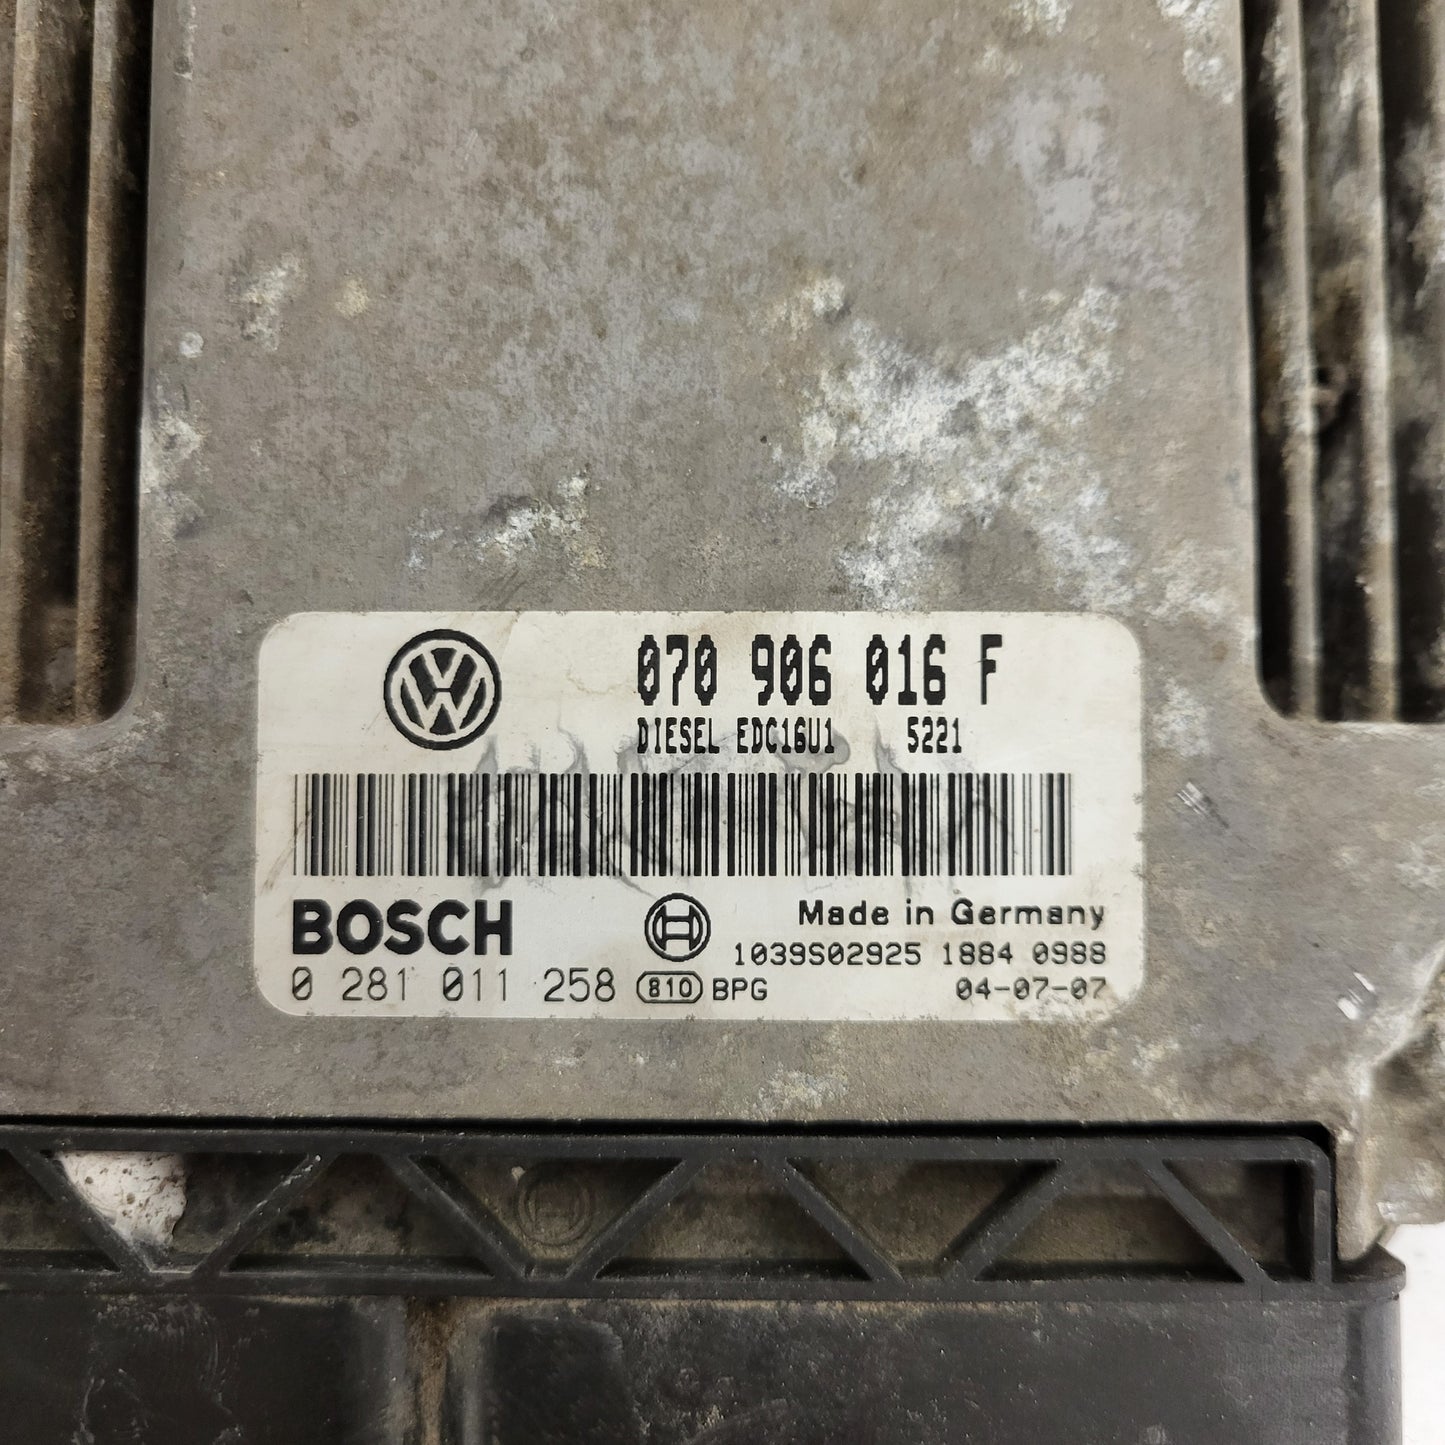 070 906 016 F
DIESEL EDC16U1 5221
BOSCH
Made in Germany
1039S02925 1884 0988
0 281 011 258 810 BPG 04-07-07